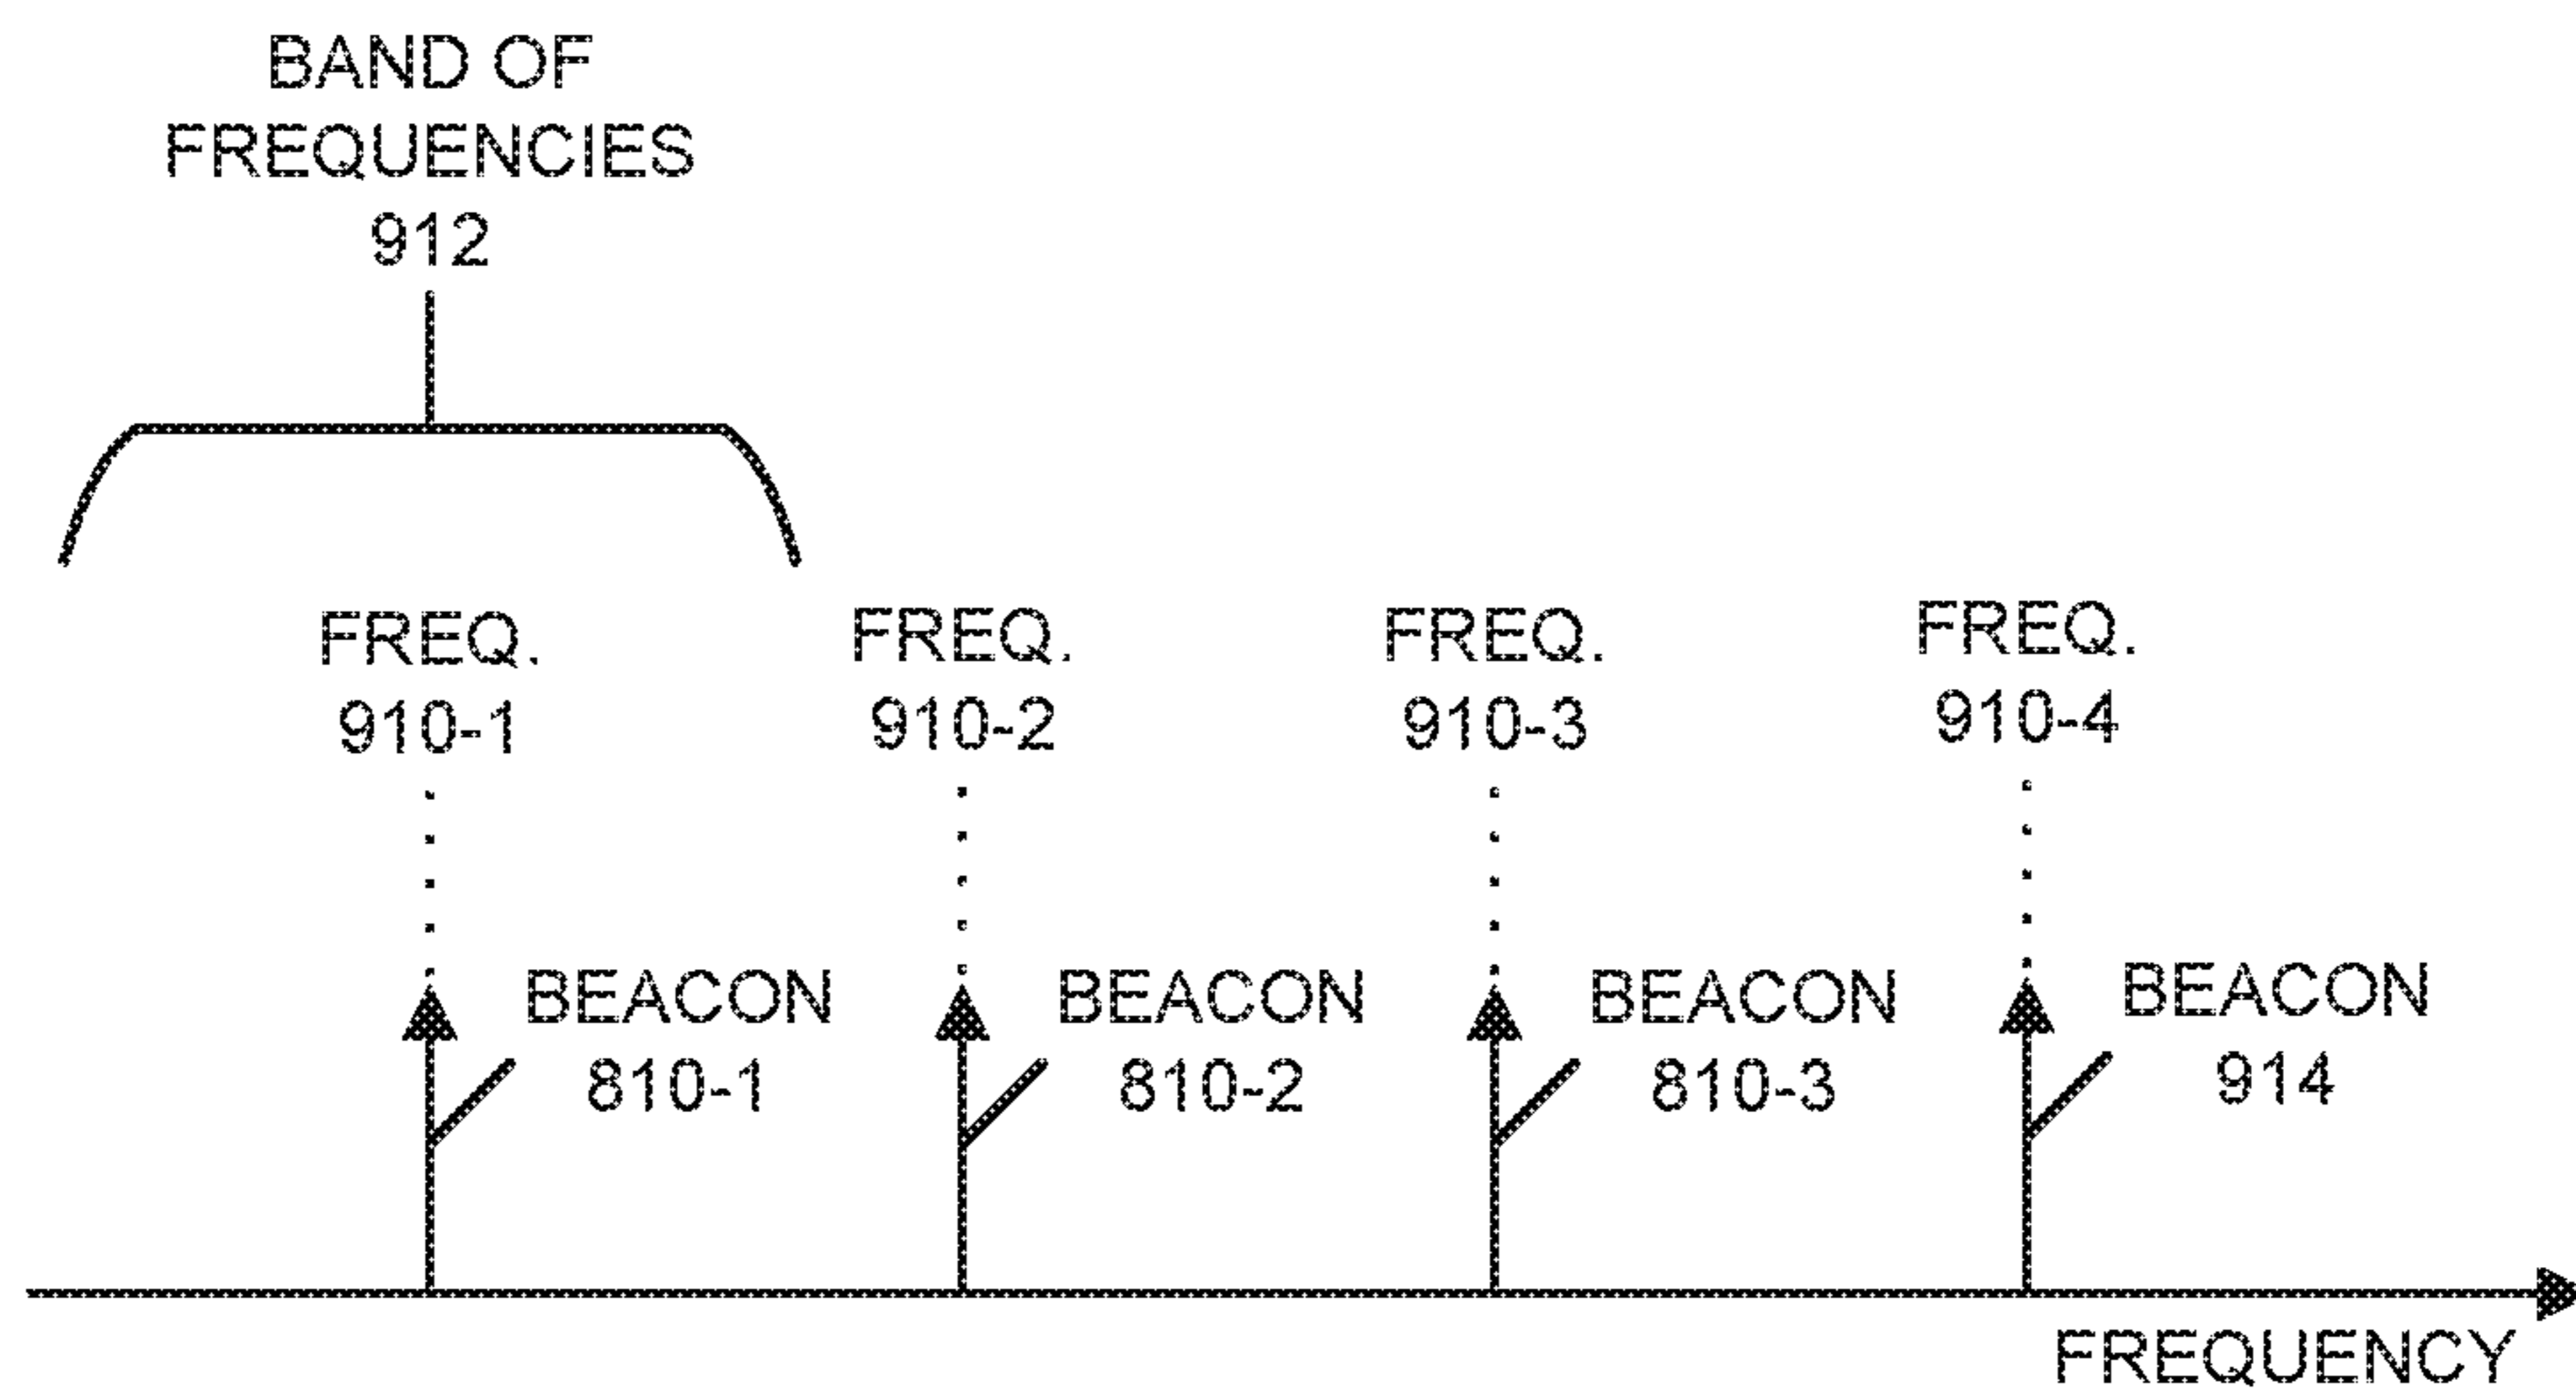 BAND OF
FREQUENCIES
912
FREQ.
910-1
FREQ.
910-2
FREQ.
910-3
FREQ.
910-4
BEACON
810-1
BEACON
810-2
BEACON
810-3
BEACON
914
FREQUENCY